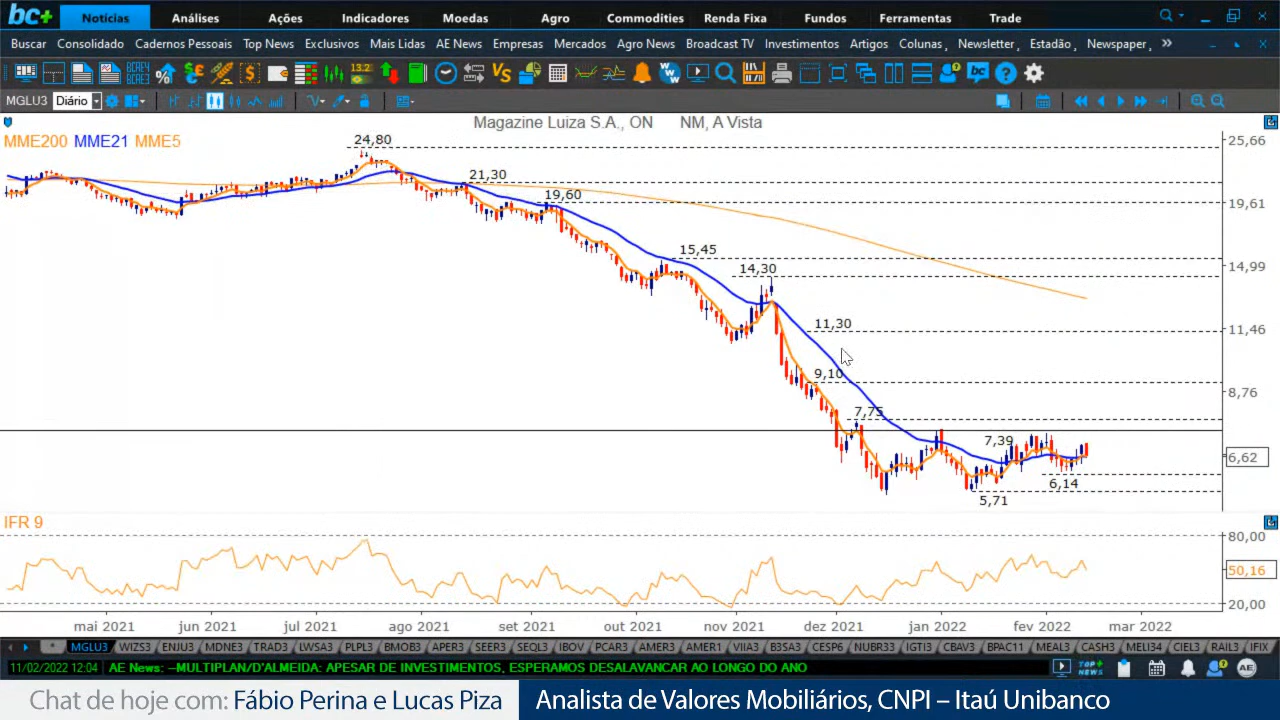 bc+ Notícias Análises Ações Indicadores Moedas Agro Commodities Renda Fixa Fundos Ferramentas Trade
Buscar Consolidado Cadernos Pessoais Top News Exclusivos Mais Lidas AE News Empresas Mercados Agro News Broadcast TV Investimentos Artigos Colunas Newsletter Estadão Newspaper »
MGLU3 Diário
Magazine Luiza S.A., ON NM, A Vista
MME200 MME21 MME5
24,80
25,66
21,30
19,60
19,61
15,45
14,30
14,99
11,30
11,46
9,10
8,76
7,75
7,39
6,62
6,14
5,71
IFR 9
80,00
50,16
20,00
mai 2021 jun 2021 jul 2021 ago 2021 set 2021 out 2021 nov 2021 dez 2021 jan 2022 fev 2022 mar 2022
* MGLU3 WIZS3 ENJU3 MDNE3 TRAD3 LWSA3 PLPL3 BMOB3 APER3 SEER3 SEQL3 IBOV PCAR3 AMER3 AMER1 VIIA3 B3SA3 CESP6 NUBR33 IGTI3 CBAV3 BPAC11 MEAL3 CASH3 MELI34 CIEL3 RAIL3 IFIX
11/02/2022 12:04 AE News: –MULTIPLAN/D'ALMEIDA: APESAR DE INVESTIMENTOS, ESPERAMOS DESALAVANCAR AO LONGO DO ANO TOP+ NEWS AE
Chat de hoje com: Fábio Perina e Lucas Piza Analista de Valores Mobiliários, CNPI – Itaú Unibanco